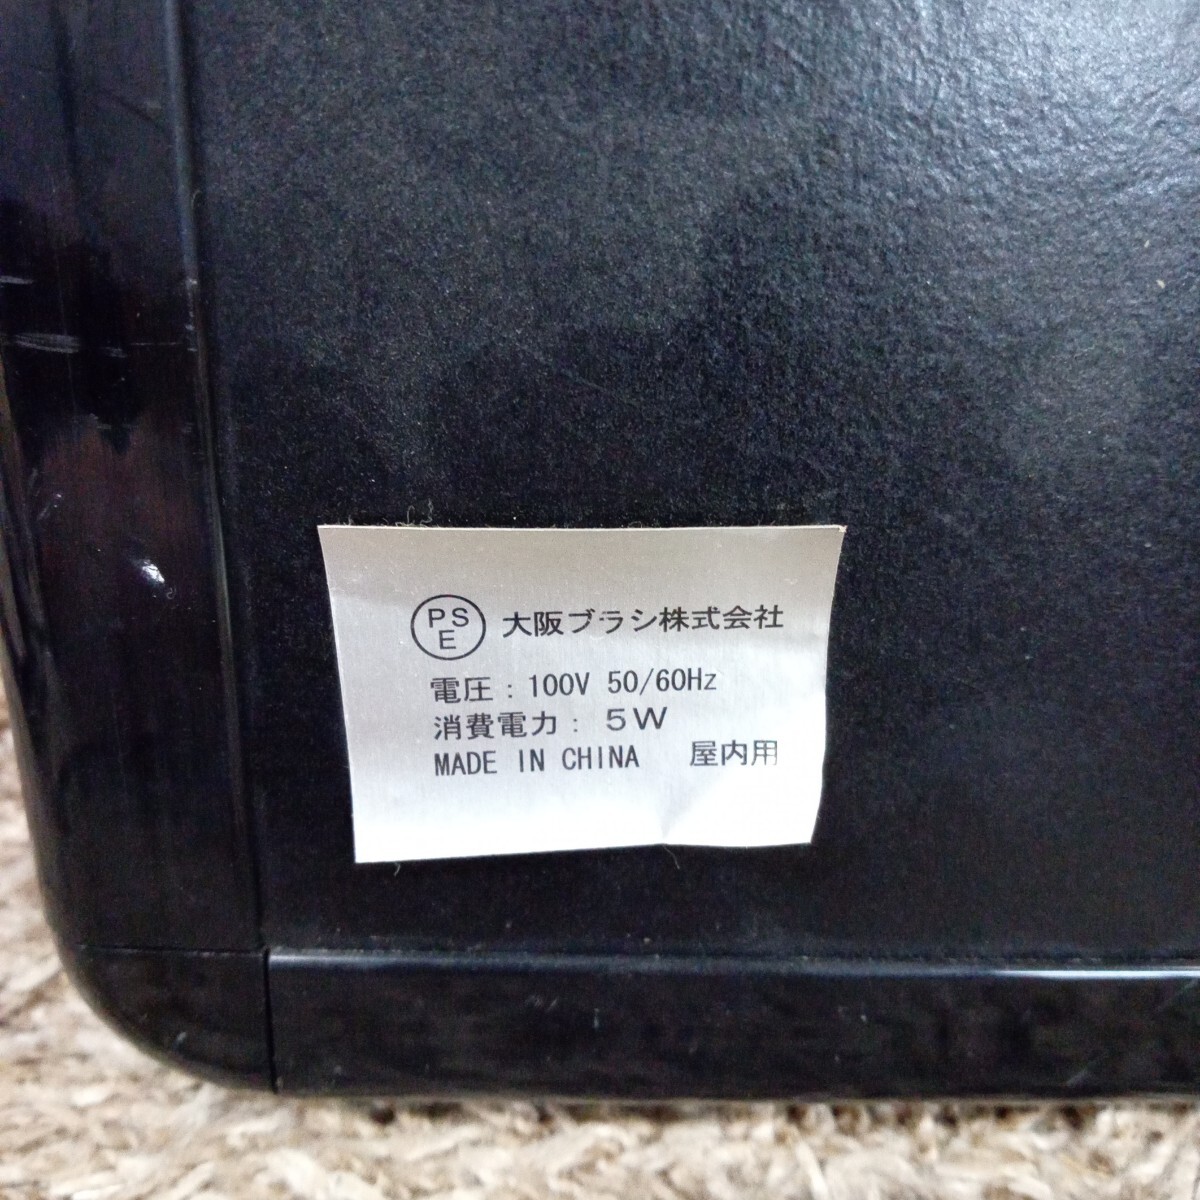 PSE 大阪ブラシ株式会社
電圧：100V 50/60Hz
消費電力：5W
MADE IN CHINA 屋内用